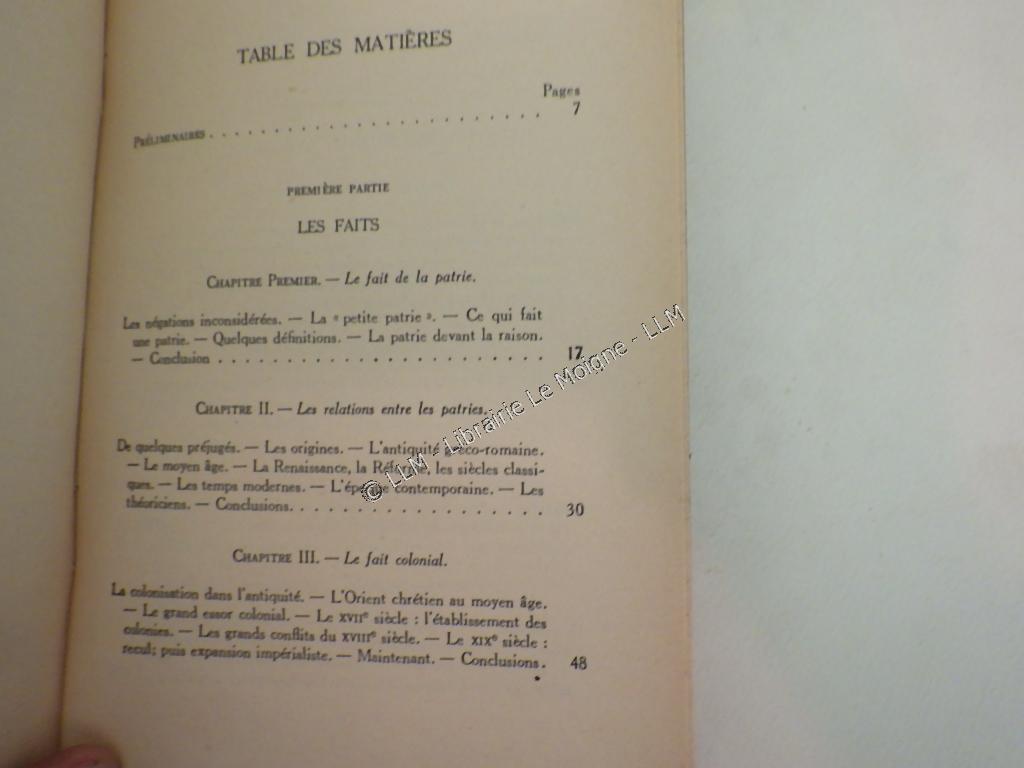 TABLE DES MATIÈRES
Pages
PRÉLIMINAIRES . . . . . . . . . . . . . . . . . . . . . . . . . 7
PREMIÈRE PARTIE
LES FAITS
CHAPITRE PREMIER. — Le fait de la patrie.
Les négations inconsidérées. — La « petite patrie ». — Ce qui fait
une patrie. — Quelques définitions. — La patrie devant la raison.
— Conclusion . . . . . . . . . . . . . . . . . . . . . . . . 17
CHAPITRE II. — Les relations entre les patries.
De quelques préjugés. — Les origines. — L'antiquité gréco-romaine.
— Le moyen âge. — La Renaissance, la Réforme, les siècles classi-
ques. — Les temps modernes. — L'époque contemporaine. — Les
théoriciens. — Conclusions. . . . . . . . . . . . . . . . . . . 30
CHAPITRE III. — Le fait colonial.
La colonisation dans l'antiquité. — L'Orient chrétien au moyen âge.
— Le grand essor colonial. — Le XVIIe siècle : l'établissement des
colonies. — Les grands conflits du XVIIIe siècle. — Le XIXe siècle :
recul; puis expansion impérialiste. — Maintenant. — Conclusions. 48
© LLM - Librairie Le Moigne - LLM